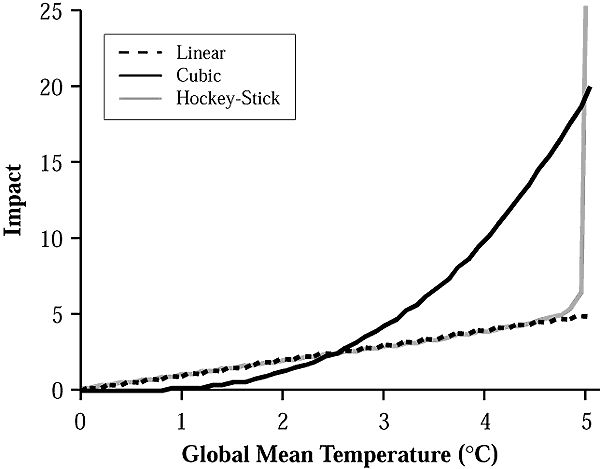 25
20
15
10
5
0
Impact
Linear
Cubic
Hockey-Stick
0 1 2 3 4 5
Global Mean Temperature (°C)